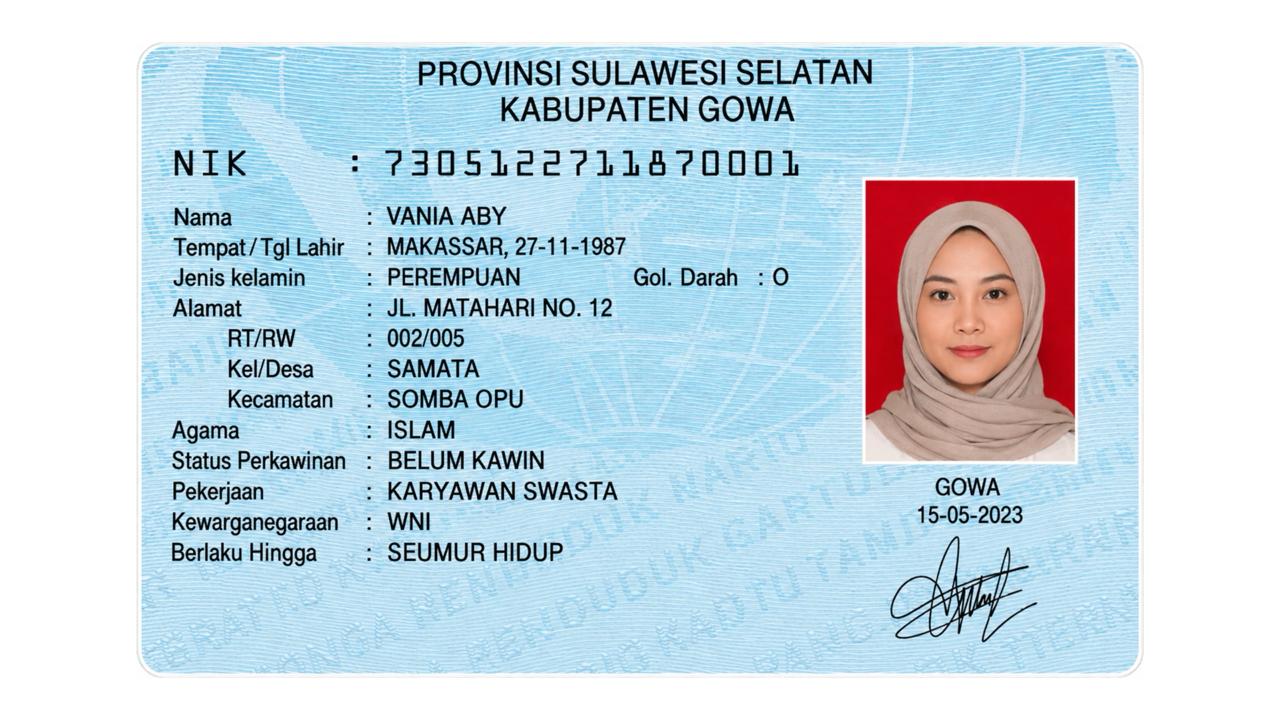 PROVINSI SULAWESI SELATAN
KABUPATEN GOWA
NIK : 7305122711870001
Nama : VANIA ABY
Tempat / Tgl Lahir : MAKASSAR, 27-11-1987
Jenis kelamin : PEREMPUAN Gol. Darah : O
Alamat : JL. MATAHARI NO. 12
RT/RW : 002/005
Kel/Desa : SAMATA
Kecamatan : SOMBA OPU
Agama : ISLAM
Status Perkawinan : BELUM KAWIN
Pekerjaan : KARYAWAN SWASTA
Kewarganegaraan : WNI
Berlaku Hingga : SEUMUR HIDUP
GOWA
15-05-2023